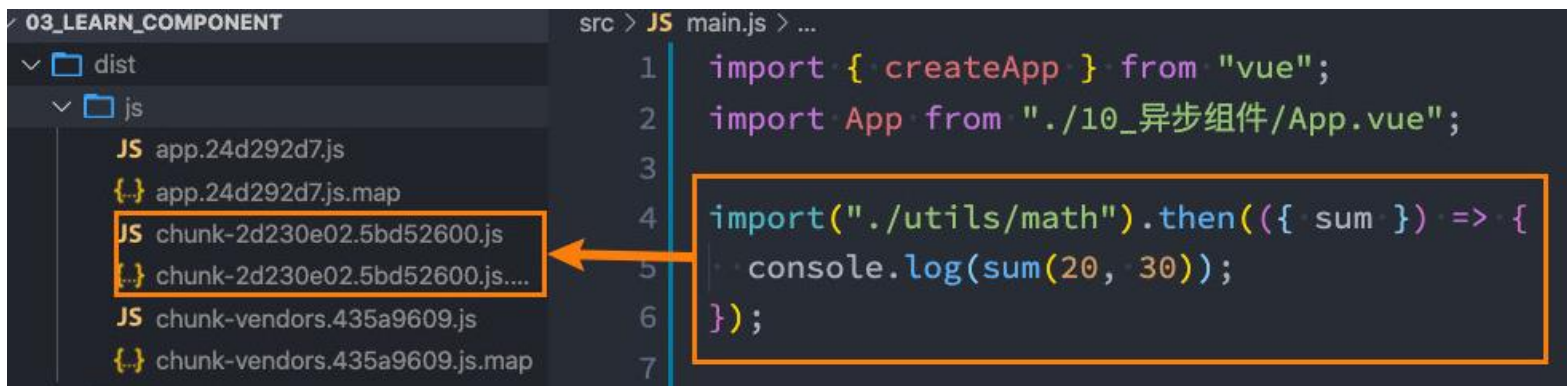 03_LEARN_COMPONENT
dist
js
JS app.24d292d7.js
{..} app.24d292d7.js.map
JS chunk-2d230e02.5bd52600.js
{..} chunk-2d230e02.5bd52600.js....
JS chunk-vendors.435a9609.js
{..} chunk-vendors.435a9609.js.map
src > JS main.js > ...
1 import { createApp } from "vue";
2 import App from "./10_异步组件/App.vue";
3
4 import("./utils/math").then(({ sum }) => {
5 console.log(sum(20, 30));
6 });
7